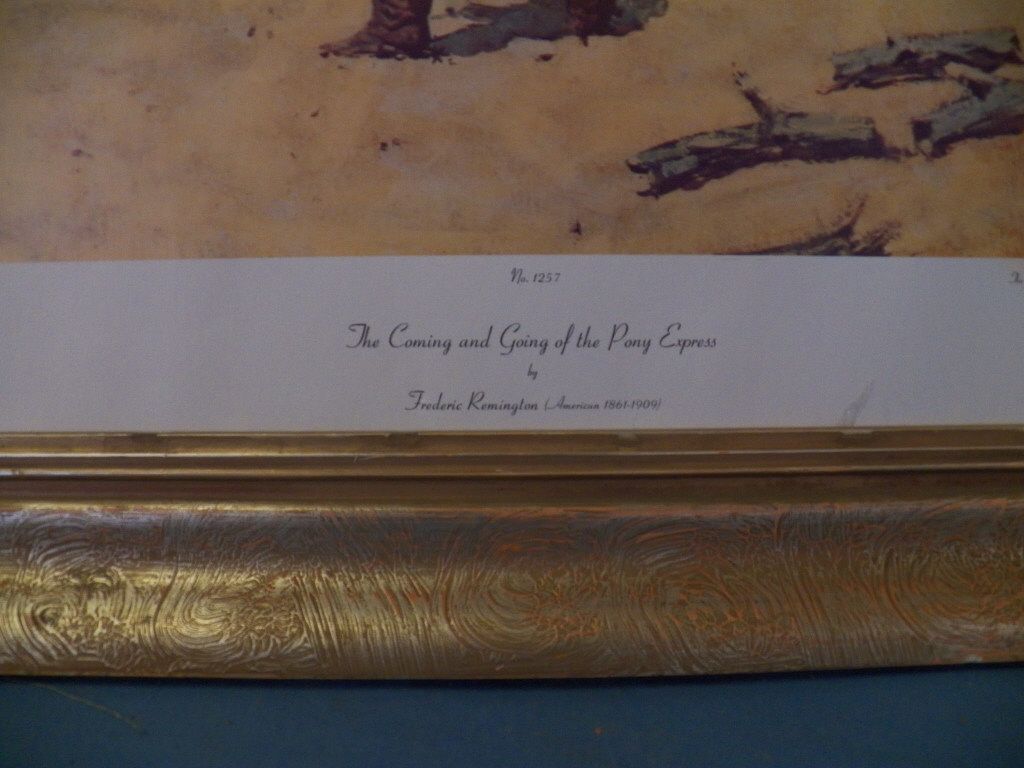 No. 1257
The Coming and Going of the Pony Express
by
Frederic Remington (American 1861-1909)